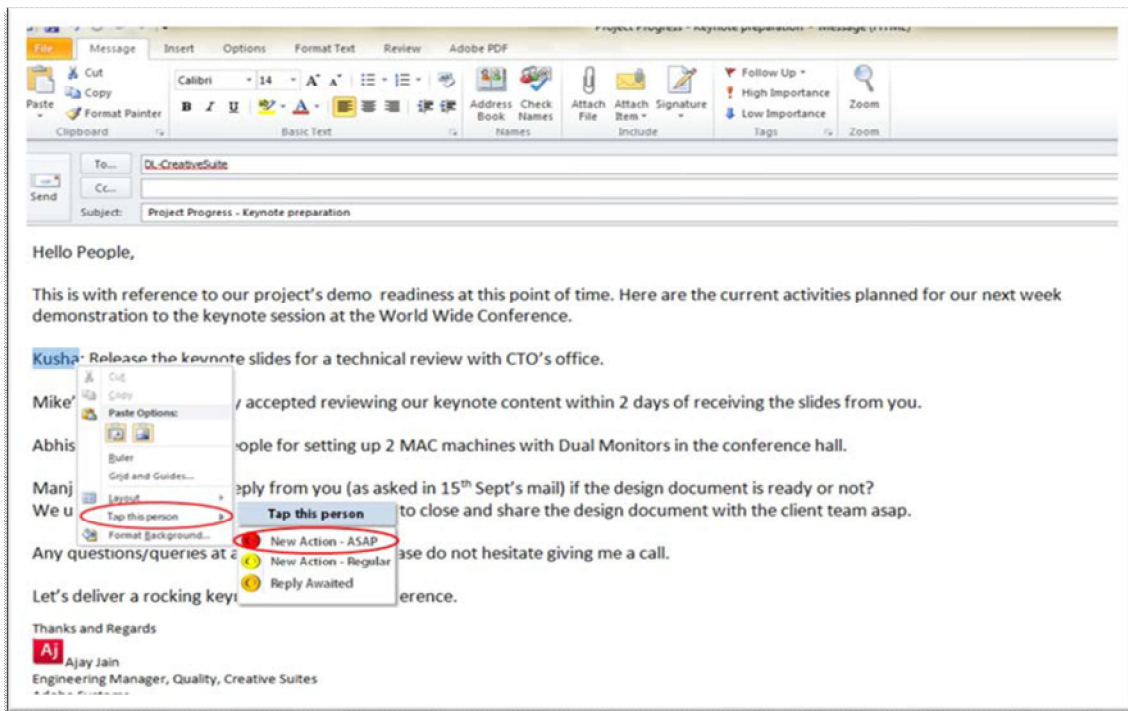 Project Progress - Keynote preparation - Message (HTML)
File Message Insert Options Format Text Review Adobe PDF
Cut
Copy
Format Painter
Paste
Clipboard
Calibri 14
B I U
Basic Text
Address Book
Check Names
Names
Attach File
Attach Item
Signature
Include
Follow Up
High Importance
Low Importance
Tags
Zoom
Zoom
Send
To... DL-CreativeSuite
Cc...
Subject: Project Progress - Keynote preparation
Hello People,
This is with reference to our project's demo readiness at this point of time. Here are the current activities planned for our next week
demonstration to the keynote session at the World Wide Conference.
Kusha: Release the keynote slides for a technical review with CTO's office.
Mike' accepted reviewing our keynote content within 2 days of receiving the slides from you.
Abhis ople for setting up 2 MAC machines with Dual Monitors in the conference hall.
Manj eply from you (as asked in 15th Sept's mail) if the design document is ready or not?
We u to close and share the design document with the client team asap.
Any questions/queries at a ase do not hesitate giving me a call.
Let's deliver a rocking key erence.
Cut
Copy
Paste Options:
Ruler
Grid and Guides...
Layout
Tap this person
Format Background...
Tap this person
New Action - ASAP
New Action - Regular
Reply Awaited
Thanks and Regards
Aj
Ajay Jain
Engineering Manager, Quality, Creative Suites